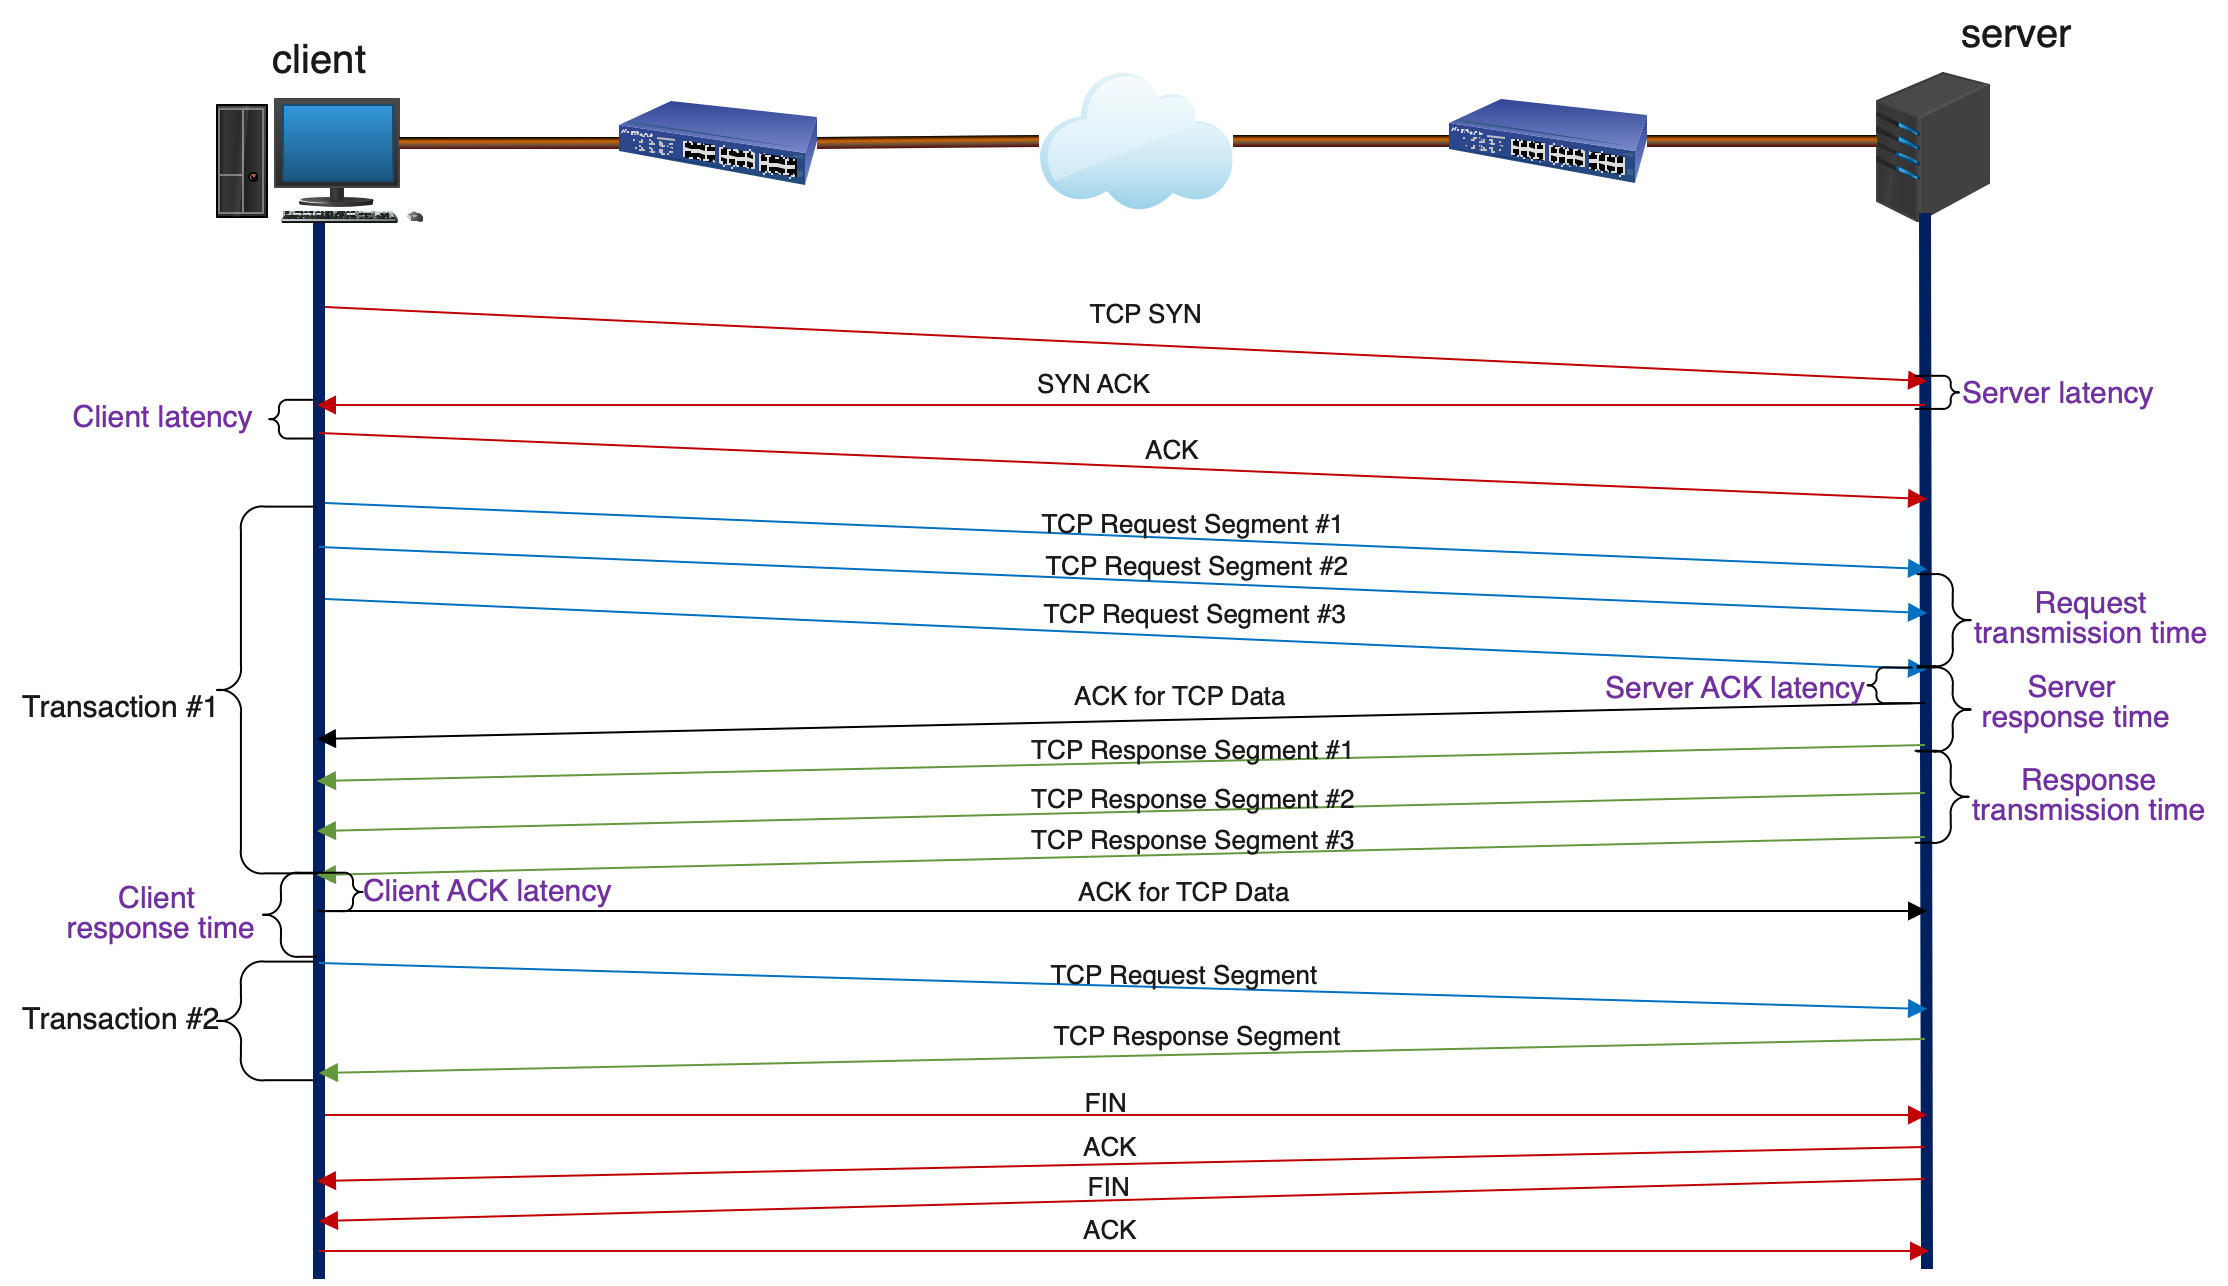 client
server
TCP SYN
SYN ACK
Server latency
Client latency
ACK
TCP Request Segment #1
TCP Request Segment #2
TCP Request Segment #3
Request
transmission time
Server ACK latency
Server
response time
ACK for TCP Data
Transaction #1
TCP Response Segment #1
Response
transmission time
TCP Response Segment #2
TCP Response Segment #3
Client ACK latency
ACK for TCP Data
Client
response time
TCP Request Segment
Transaction #2
TCP Response Segment
FIN
ACK
FIN
ACK